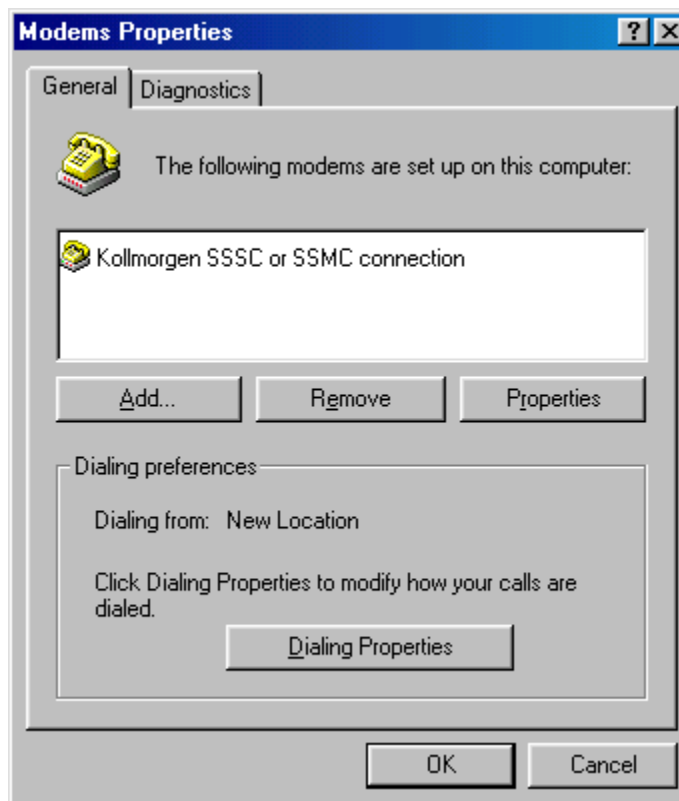 Modems Properties
General
Diagnostics
The following modems are set up on this computer:
Kollmorgen SSSC or SSMC connection
Add...
Remove
Properties
Dialing preferences
Dialing from: New Location
Click Dialing Properties to modify how your calls are
dialed.
Dialing Properties
OK
Cancel